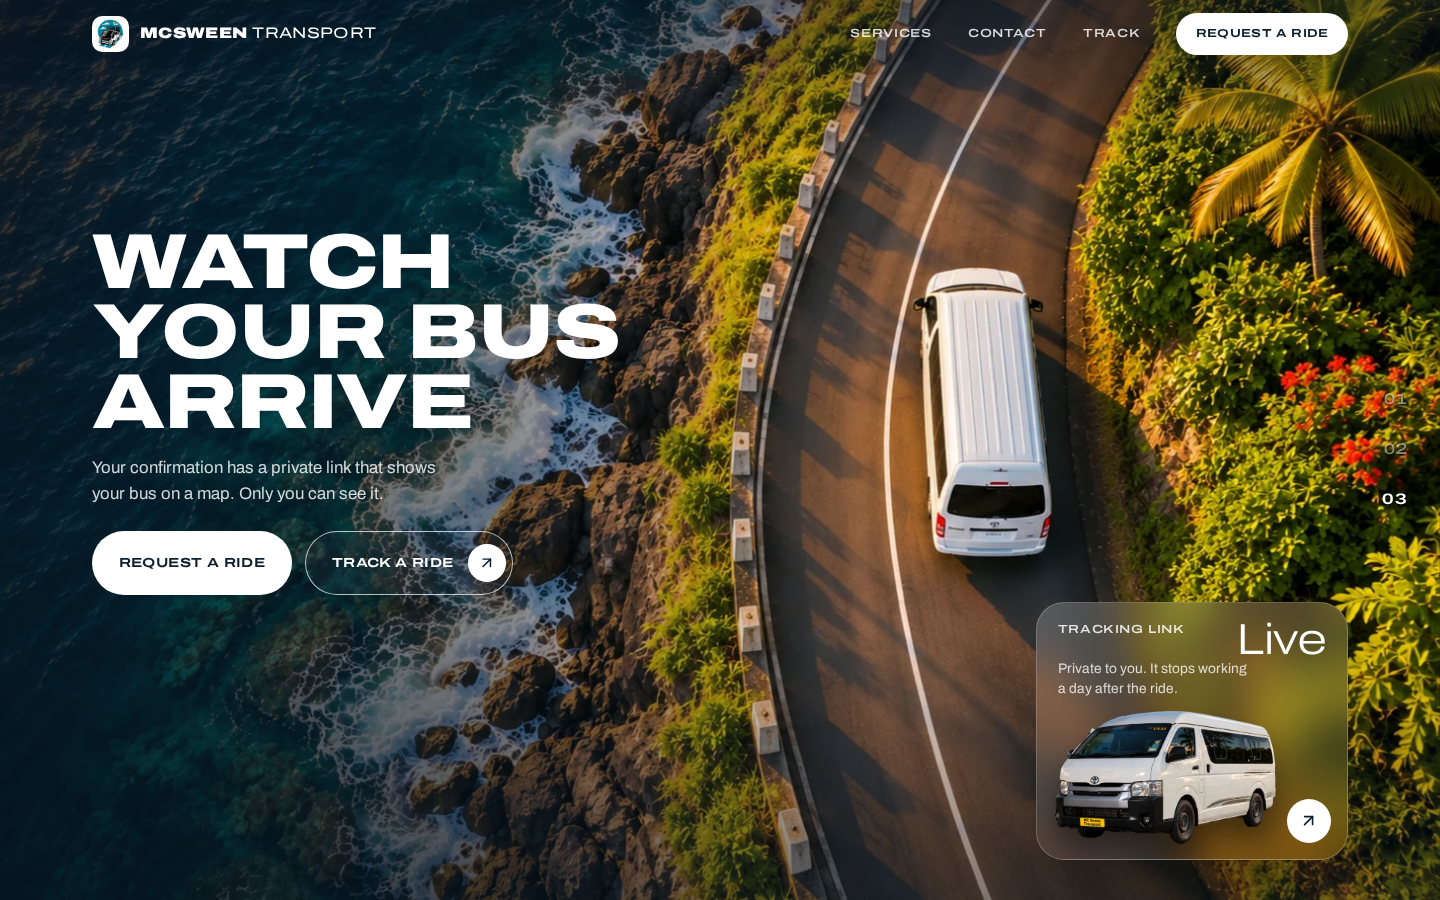 MCSWEEN TRANSPORT
SERVICES
CONTACT
TRACK
REQUEST A RIDE
WATCH
YOUR BUS
ARRIVE
Your confirmation has a private link that shows
your bus on a map. Only you can see it.
REQUEST A RIDE
TRACK A RIDE
01
02
03
TRACKING LINK
Live
Private to you. It stops working
a day after the ride.